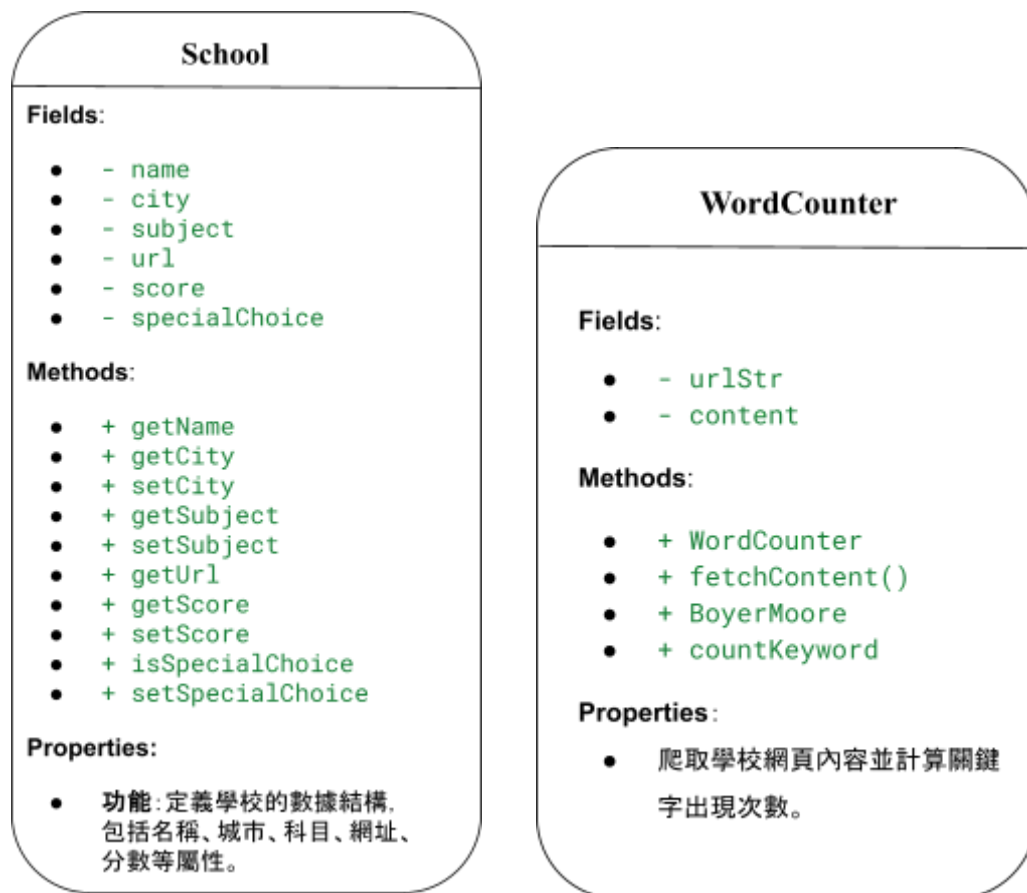 School
Fields:
● - name
● - city
● - subject
● - url
● - score
● - specialChoice
Methods:
● + getName
● + getCity
● + setCity
● + getSubject
● + setSubject
● + getUrl
● + getScore
● + setScore
● + isSpecialChoice
● + setSpecialChoice
Properties:
● 功能:定義學校的數據結構,
包括名稱、城市、科目、網址、
分數等屬性。
WordCounter
Fields:
● - urlStr
● - content
Methods:
● + WordCounter
● + fetchContent()
● + BoyerMoore
● + countKeyword
Properties:
● 爬取學校網頁內容並計算關鍵
字出現次數。